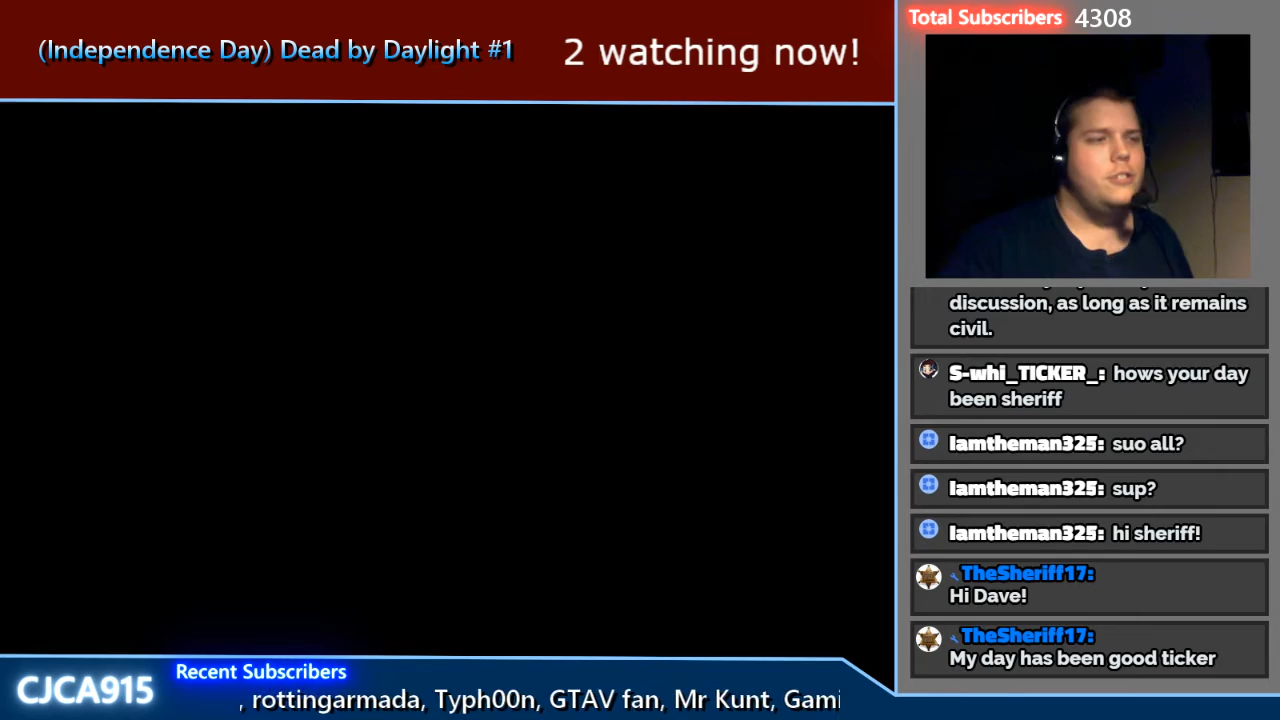 (Independence Day) Dead by Daylight #1
2 watching now!
Total Subscribers 4308
discussion, as long as it remains
civil.
S-whi_TICKER_: hows your day
been sheriff
Iamtheman325: suo all?
Iamtheman325: sup?
Iamtheman325: hi sheriff!
TheSheriff17:
Hi Dave!
TheSheriff17:
My day has been good ticker
CJCA915
Recent Subscribers
, rottingarmada, Typh00n, GTAV fan, Mr Kunt, Gami